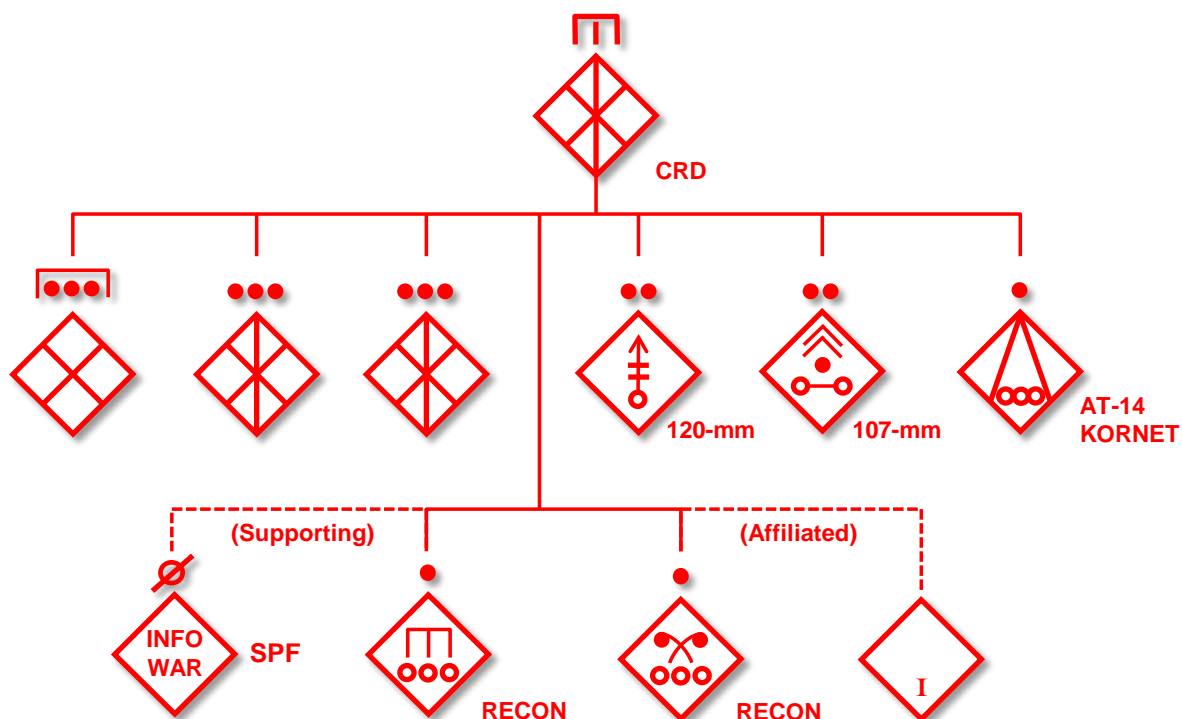 CRD
120-mm
107-mm
AT-14
KORNET
(Supporting)
(Affiliated)
INFO
WAR
SPF
RECON
RECON
I